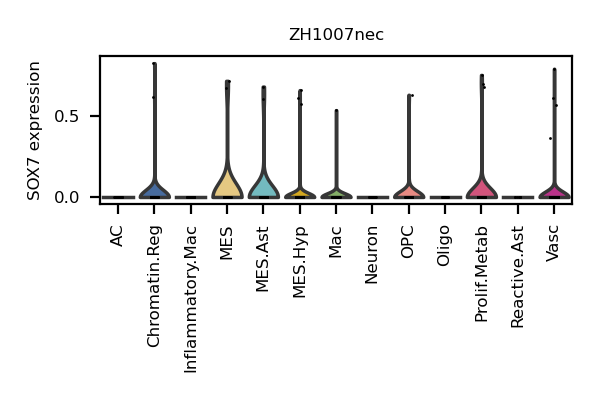 ZH1007nec
SOX7 expression
0.5
0.0
AC
Chromatin.Reg
Inflammatory.Mac
MES
MES.Ast
MES.Hyp
Mac
Neuron
OPC
Oligo
Prolif.Metab
Reactive.Ast
Vasc